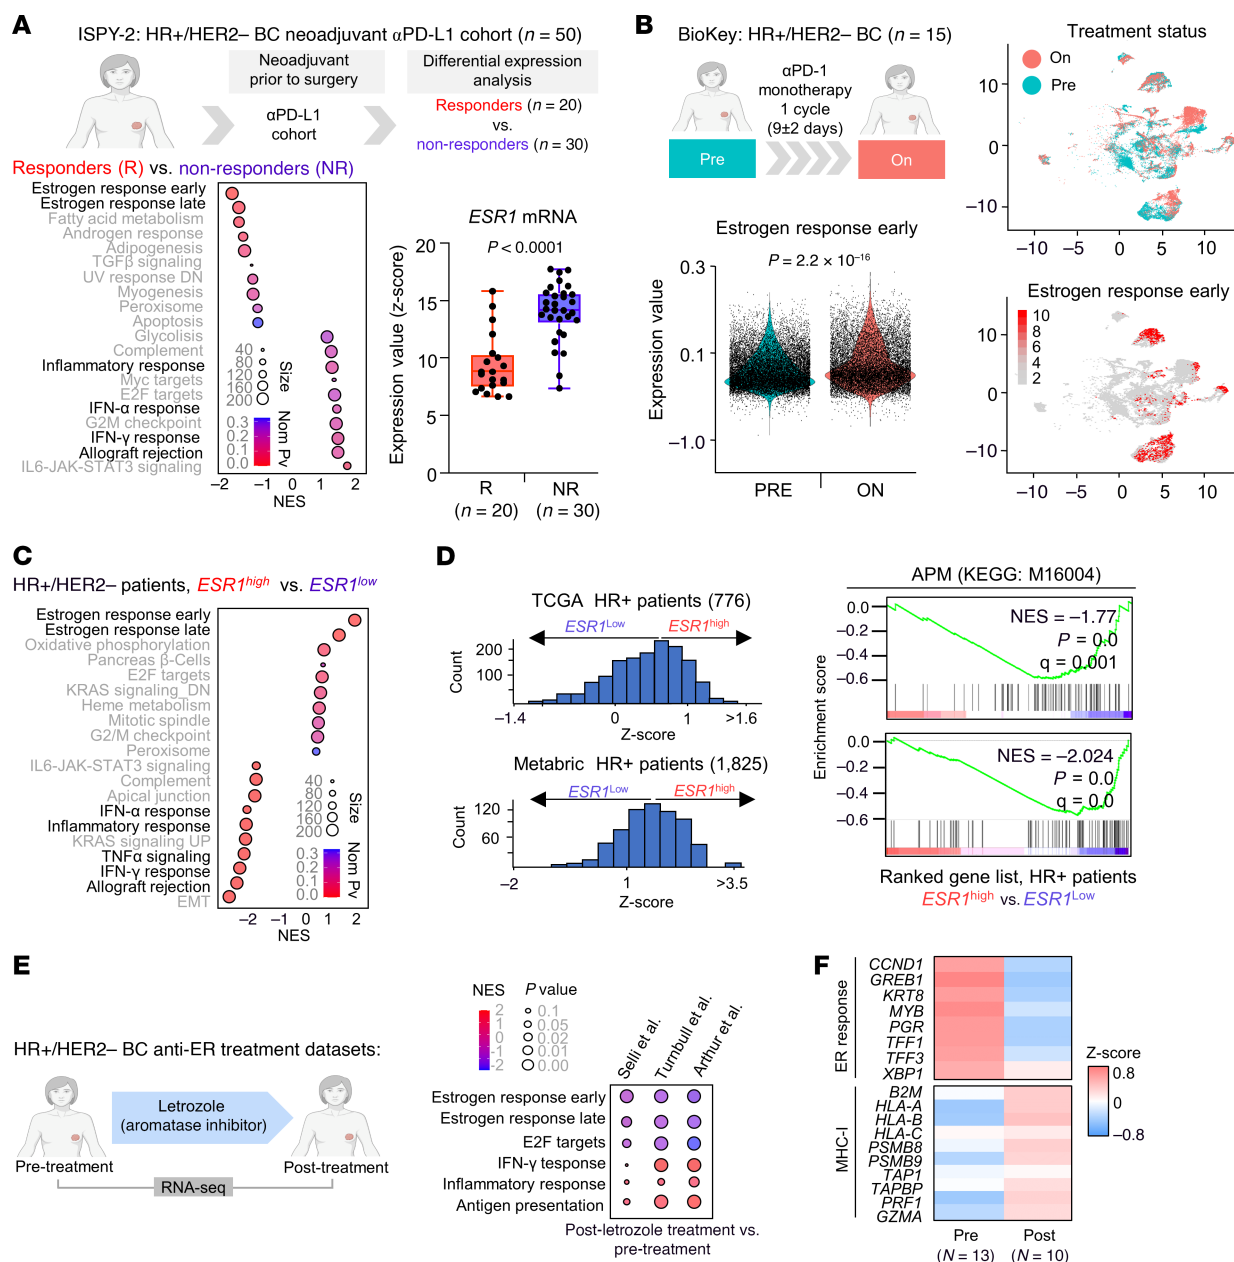 A
ISPY-2: HR+/HER2– BC neoadjuvant αPD-L1 cohort (n = 50)
Neoadjuvant
prior to surgery
αPD-L1
cohort
Differential expression
analysis
Responders (n = 20)
vs.
non-responders (n = 30)
Responders (R) vs. non-responders (NR)
Estrogen response early
Estrogen response late
Fatty acid metabolism
Androgen response
Adipogenesis
TGFβ signaling
UV response DN
Myogenesis
Peroxisome
Apoptosis
Glycolisis
Complement
Inflammatory response
Myc targets
E2F targets
IFN-α response
G2M checkpoint
IFN-γ response
Allograft rejection
IL6-JAK-STAT3 signaling
40
80
120
160
200
Size
0.3
0.2
0.1
0.0
Nom Pv
–2 –1 0 1 2
NES
ESR1 mRNA
P < 0.0001
Expression value (z-score)
20
15
10
5
0
R
(n = 20)
NR
(n = 30)
B
BioKey: HR+/HER2– BC (n = 15)
αPD-1
monotherapy
1 cycle
(9±2 days)
Pre
On
Treatment status
On
Pre
10
0
–10
–10 –5 0 5 10
Estrogen response early
P = 2.2 × 10⁻¹⁶
Expression value
0.3
0.1
–1.0
PRE
ON
Estrogen response early
10
8
6
4
2
10
0
–10
–10 –5 0 5 10
C
HR+/HER2– patients, ESR1high vs. ESR1low
Estrogen response early
Estrogen response late
Oxidative phosphorylation
Pancreas β-Cells
E2F targets
KRAS signaling_DN
Heme metabolism
Mitotic spindle
G2/M checkpoint
Peroxisome
IL6-JAK-STAT3 signaling
Complement
Apical junction
IFN-α response
Inflammatory response
KRAS signaling UP
TNFα signaling
IFN-γ response
Allograft rejection
EMT
40
80
120
160
200
Size
0.3
0.2
0.1
0.0
Nom Pv
–2 –1 0 1 2
NES
D
TCGA HR+ patients (776)
ESR1Low
ESR1high
Count
200
100
–1.4 0 1 >1.6
Z-score
Metabric HR+ patients (1,825)
ESR1Low
ESR1high
Count
120
60
–2 1 >3.5
Z-score
APM (KEGG: M16004)
Enrichment score
0.0
–0.2
–0.4
–0.6
NES = –1.77
P = 0.0
q = 0.001
0.0
–0.2
–0.4
–0.6
NES = –2.024
P = 0.0
q = 0.0
Ranked gene list, HR+ patients
ESR1high vs. ESR1Low
E
HR+/HER2– BC anti-ER treatment datasets:
Letrozole
(aromatase inhibitor)
Pre-treatment
Post-treatment
RNA-seq
NES
2
1
0
-1
-2
P value
0.1
0.05
0.02
0.01
0.00
Selli et al.
Turnbull et al.
Arthur et al.
Estrogen response early
Estrogen response late
E2F targets
IFN-γ tesponse
Inflammatory response
Antigen presentation
Post-letrozole treatment vs.
pre-treatment
F
ER response
CCND1
GREB1
KRT8
MYB
PGR
TFF1
TFF3
XBP1
MHC-I
B2M
HLA-A
HLA-B
HLA-C
PSMB8
PSMB9
TAP1
TAPBP
PRF1
GZMA
Pre
(N = 13)
Post
(N = 10)
Z-score
0.8
0
–0.8